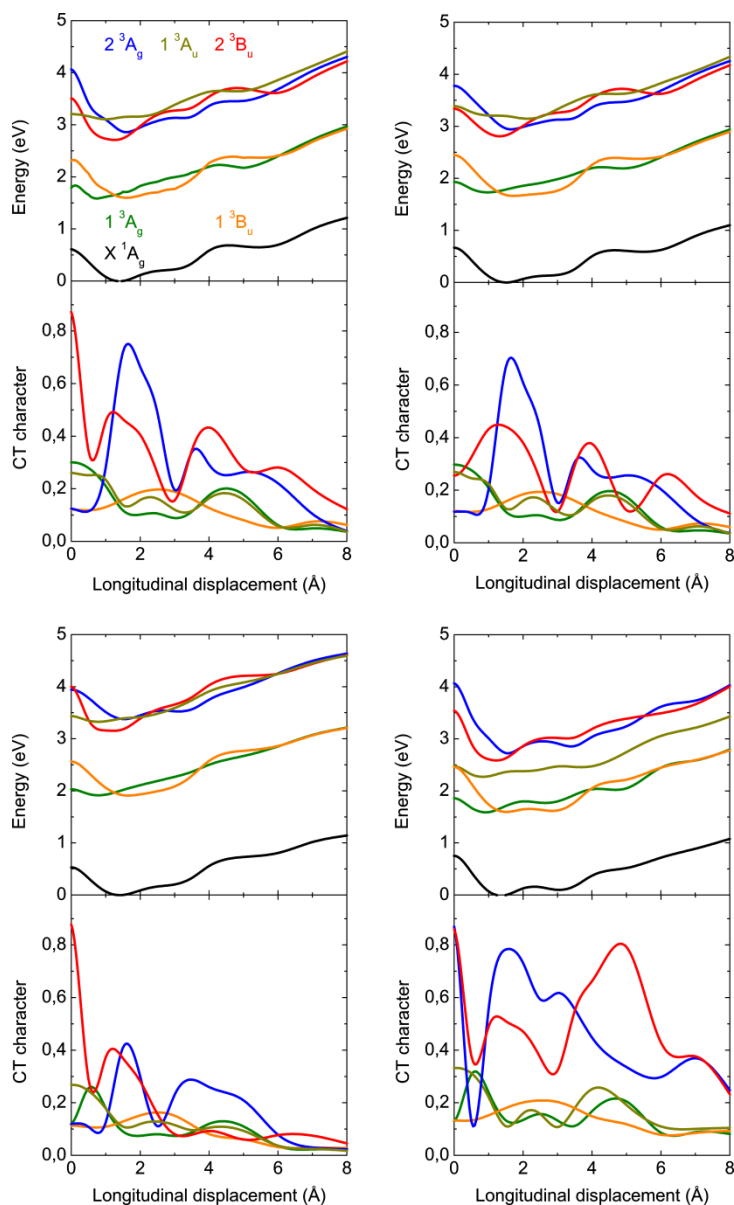 5
4
3
2
1
0
Energy (eV)
2 ³Ag 1 ³Au 2 ³Bu
1 ³Ag 1 ³Bu
X ¹Ag
0,8
0,6
0,4
0,2
0,0
CT character
0 2 4 6 8
Longitudinal displacement (Å)
5
4
3
2
1
0
Energy (eV)
0,8
0,6
0,4
0,2
0,0
CT character
0 2 4 6 8
Longitudinal displacement (Å)
5
4
3
2
1
0
Energy (eV)
0,8
0,6
0,4
0,2
0,0
CT character
0 2 4 6 8
Longitudinal displacement (Å)
5
4
3
2
1
0
Energy (eV)
0,8
0,6
0,4
0,2
0,0
CT character
0 2 4 6 8
Longitudinal displacement (Å)